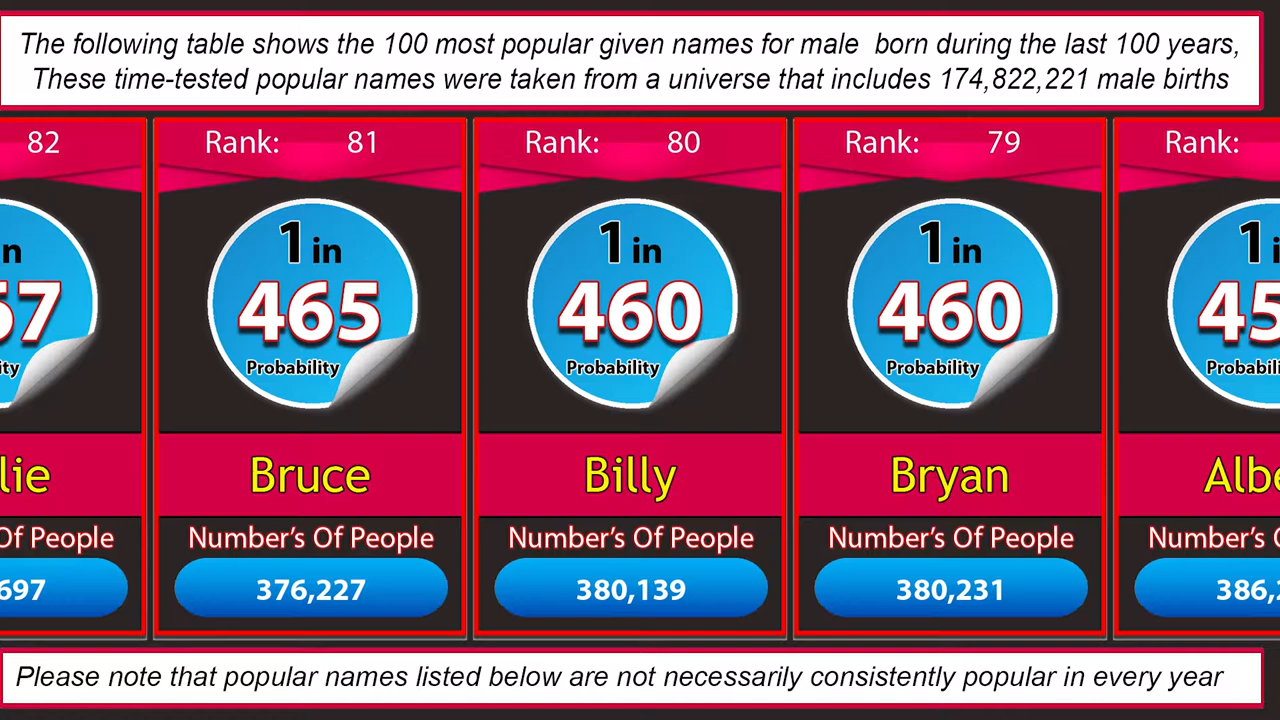 The following table shows the 100 most popular given names for male born during the last 100 years,
These time-tested popular names were taken from a universe that includes 174,822,221 male births
82
Rank: 81
1 in
465
Probability
Bruce
Number's Of People
376,227
Rank: 80
1 in
460
Probability
Billy
Number's Of People
380,139
Rank: 79
1 in
460
Probability
Bryan
Number's Of People
380,231
Rank:
1
Of People
Please note that popular names listed below are not necessarily consistently popular in every year